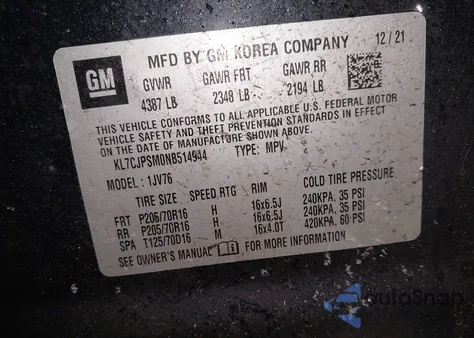 MFD BY GM KOREA COMPANY 12/21
GM
GVWR GAWR FRT GAWR RR
4387 LB 2348 LB 2194 LB
THIS VEHICLE CONFORMS TO ALL APPLICABLE U.S. FEDERAL MOTOR
VEHICLE SAFETY AND THEFT PREVENTION STANDARDS IN EFFECT
ON THE DATE OF MANUFACTURE SHOWN ABOVE.
KL7CJPSM0NB514944 TYPE: MPV
MODEL: 1JV76
TIRE SIZE SPEED RTG RIM COLD TIRE PRESSURE
FRT P205/70R16 H 16x6.5J 240KPA, 35 PSI
RR P205/70R16 H 16x6.5J 240KPA, 35 PSI
SPA T125/70D16 M 16x4.0T 420KPA, 60 PSI
SEE OWNER'S MANUAL FOR MORE INFORMATION.
AutoSnap